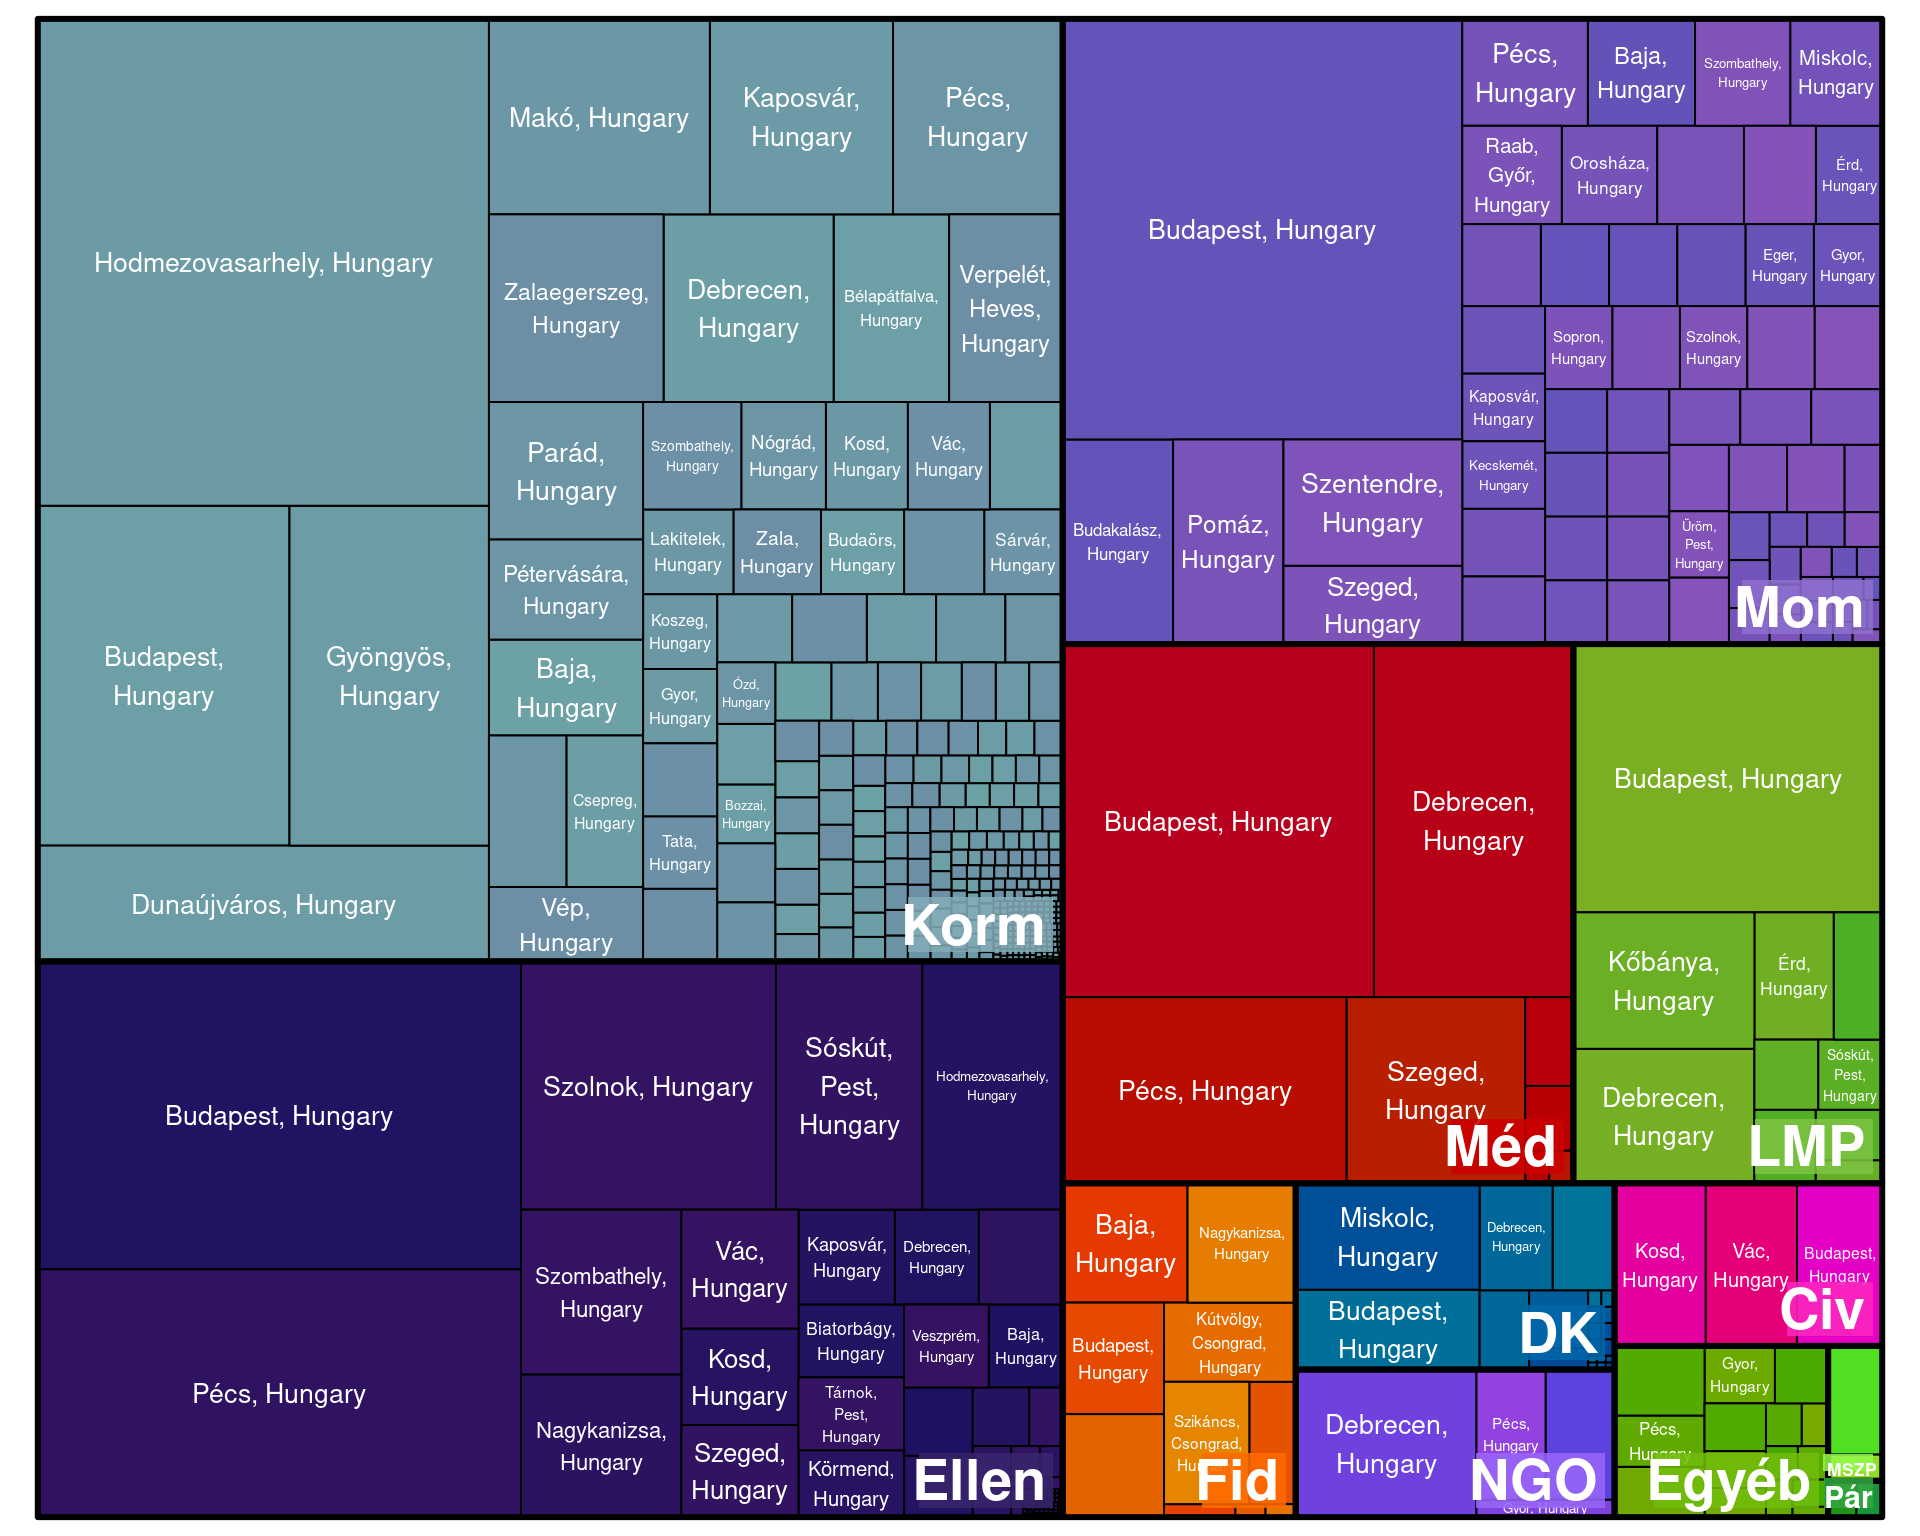 Hodmezovasarhely, Hungary
Makó, Hungary
Kaposvár,
Hungary
Pécs,
Hungary
Zalaegerszeg,
Hungary
Debrecen,
Hungary
Bélapátfalva,
Hungary
Verpelét,
Heves,
Hungary
Budapest,
Hungary
Gyöngyös,
Hungary
Dunaújváros, Hungary
Parád,
Hungary
Szombathely,
Hungary
Nógrád,
Hungary
Kosd,
Hungary
Vác,
Hungary
Lakitelek,
Hungary
Zala,
Hungary
Budaörs,
Hungary
Sárvár,
Hungary
Pétervására,
Hungary
Koszeg,
Hungary
Baja,
Hungary
Gyor,
Hungary
Ózd,
Hungary
Csepreg,
Hungary
Bozzai,
Hungary
Tata,
Hungary
Vép,
Hungary
Korm
Budapest, Hungary
Pécs,
Hungary
Baja,
Hungary
Szombathely,
Hungary
Miskolc,
Hungary
Raab,
Győr,
Hungary
Orosháza,
Hungary
Érd,
Hungary
Eger,
Hungary
Gyor,
Hungary
Sopron,
Hungary
Szolnok,
Hungary
Kaposvár,
Hungary
Kecskemét,
Hungary
Üröm,
Pest,
Hungary
Budakalász,
Hungary
Pomáz,
Hungary
Szentendre,
Hungary
Szeged,
Hungary
Mom
Budapest, Hungary
Debrecen,
Hungary
Pécs, Hungary
Szeged,
Hungary
Méd
Budapest, Hungary
Kőbánya,
Hungary
Érd,
Hungary
Debrecen,
Hungary
Sóskút,
Pest,
Hungary
LMP
Budapest, Hungary
Pécs, Hungary
Szolnok, Hungary
Sóskút,
Pest,
Hungary
Hodmezovasarhely,
Hungary
Szombathely,
Hungary
Vác,
Hungary
Kaposvár,
Hungary
Debrecen,
Hungary
Biatorbágy,
Hungary
Veszprém,
Hungary
Baja,
Hungary
Kosd,
Hungary
Nagykanizsa,
Hungary
Tárnok,
Pest,
Hungary
Szeged,
Hungary
Körmend,
Hungary
Ellen
Baja,
Hungary
Nagykanizsa,
Hungary
Budapest,
Hungary
Kútvölgy,
Csongrad,
Hungary
Szikáncs,
Csongrad,
Hungary
Fid
Miskolc,
Hungary
Debrecen,
Hungary
Budapest,
Hungary
DK
Debrecen,
Hungary
Pécs,
Hungary
Gyor, Hungary
NGO
Kosd,
Hungary
Vác,
Hungary
Budapest,
Hungary
Civ
Gyor,
Hungary
Pécs,
Hungary
Egyéb
MSZP
Pár